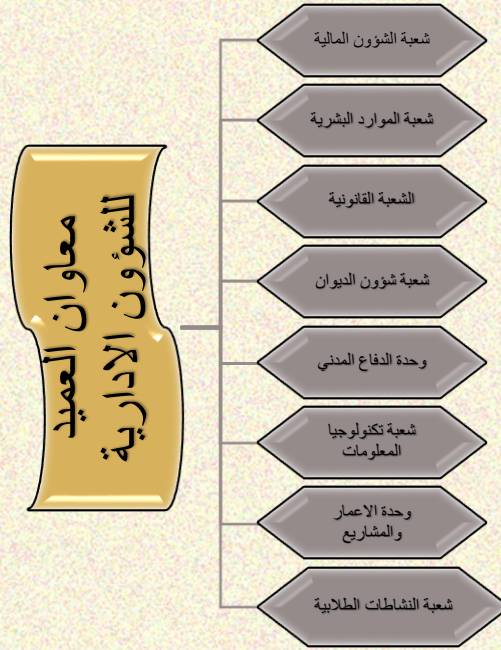 معاوان العميد
للشؤون الادارية
شعبة الشؤون المالية
شعبة الموارد البشرية
الشعبة القانونية
شعبة شؤون الديوان
وحدة الدفاع المدني
شعبة تكنولوجيا
المعلومات
وحدة الاعمار
والمشاريع
شعبة النشاطات الطلابية